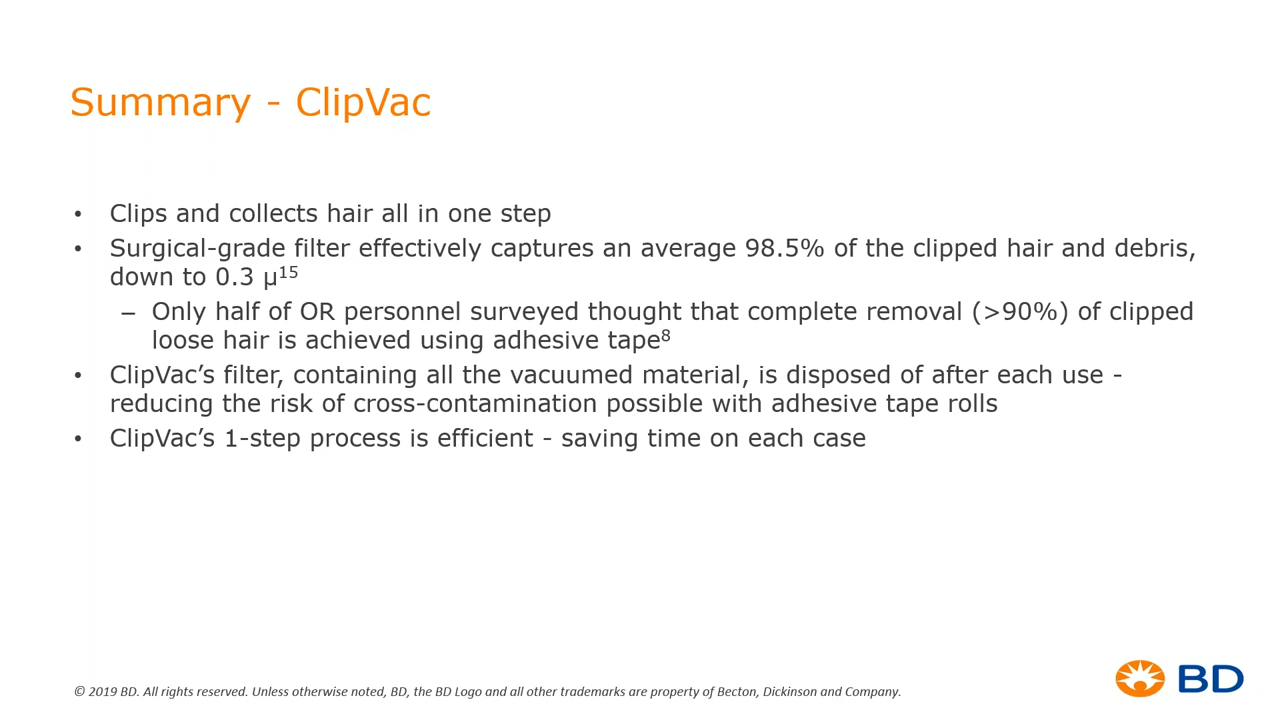 Summary - ClipVac
• Clips and collects hair all in one step
• Surgical-grade filter effectively captures an average 98.5% of the clipped hair and debris,
down to 0.3 µ¹⁵
– Only half of OR personnel surveyed thought that complete removal (>90%) of clipped
loose hair is achieved using adhesive tape⁸
• ClipVac’s filter, containing all the vacuumed material, is disposed of after each use -
reducing the risk of cross-contamination possible with adhesive tape rolls
• ClipVac’s 1-step process is efficient - saving time on each case
© 2019 BD. All rights reserved. Unless otherwise noted, BD, the BD Logo and all other trademarks are property of Becton, Dickinson and Company.
BD